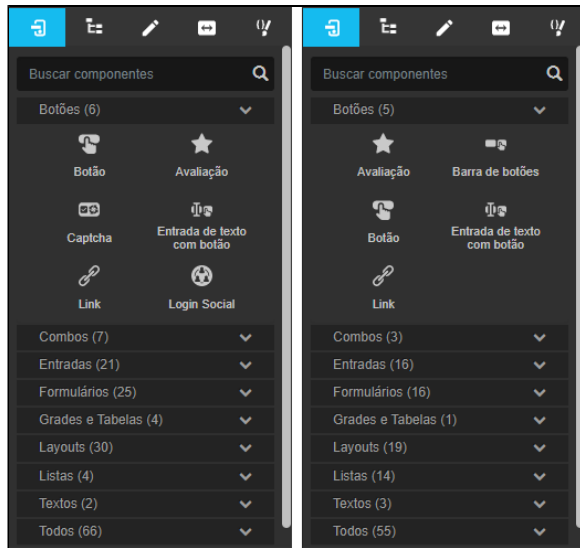 Buscar componentes
Botões (6)
Botão
Avaliação
Captcha
Entrada de texto
com botão
Link
Login Social
Combos (7)
Entradas (21)
Formulários (25)
Grades e Tabelas (4)
Layouts (30)
Listas (4)
Textos (2)
Todos (66)
Buscar componentes
Botões (5)
Avaliação
Barra de botões
Botão
Entrada de texto
com botão
Link
Combos (3)
Entradas (16)
Formulários (16)
Grades e Tabelas (1)
Layouts (19)
Listas (14)
Textos (3)
Todos (55)